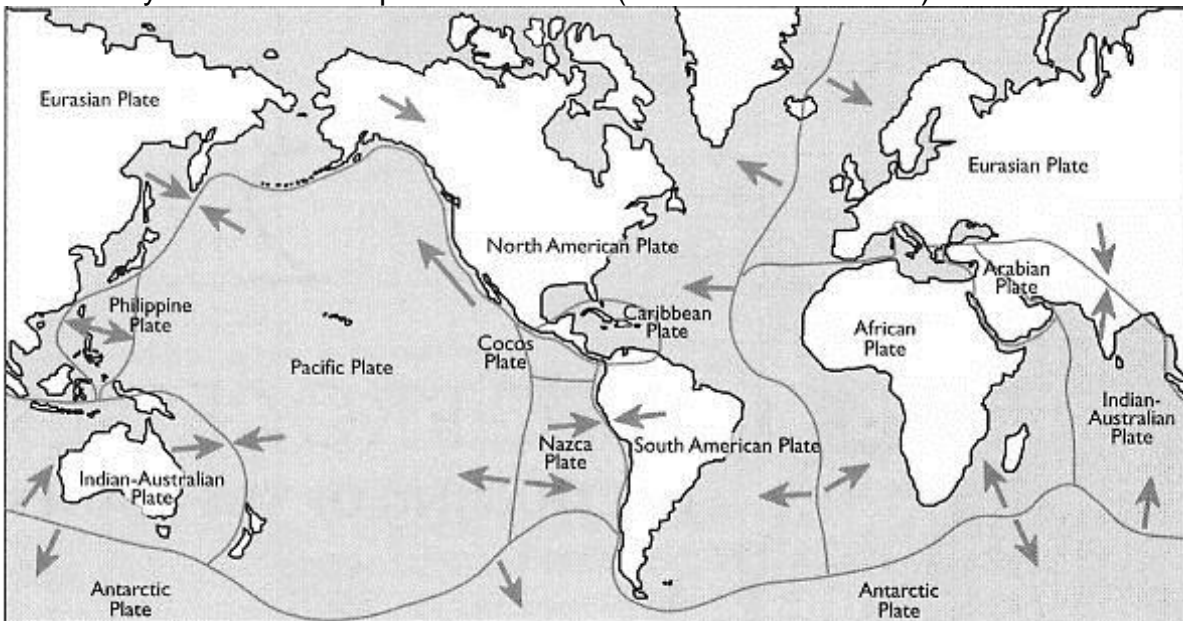 Eurasian Plate
Eurasian Plate
North American Plate
Arabian
Plate
Philippine
Plate
Caribbean
Plate
Cocos
Plate
African
Plate
Pacific Plate
Indian-
Australian
Plate
Nazca
Plate
South American Plate
Indian-Australian
Plate
Antarctic
Plate
Antarctic
Plate